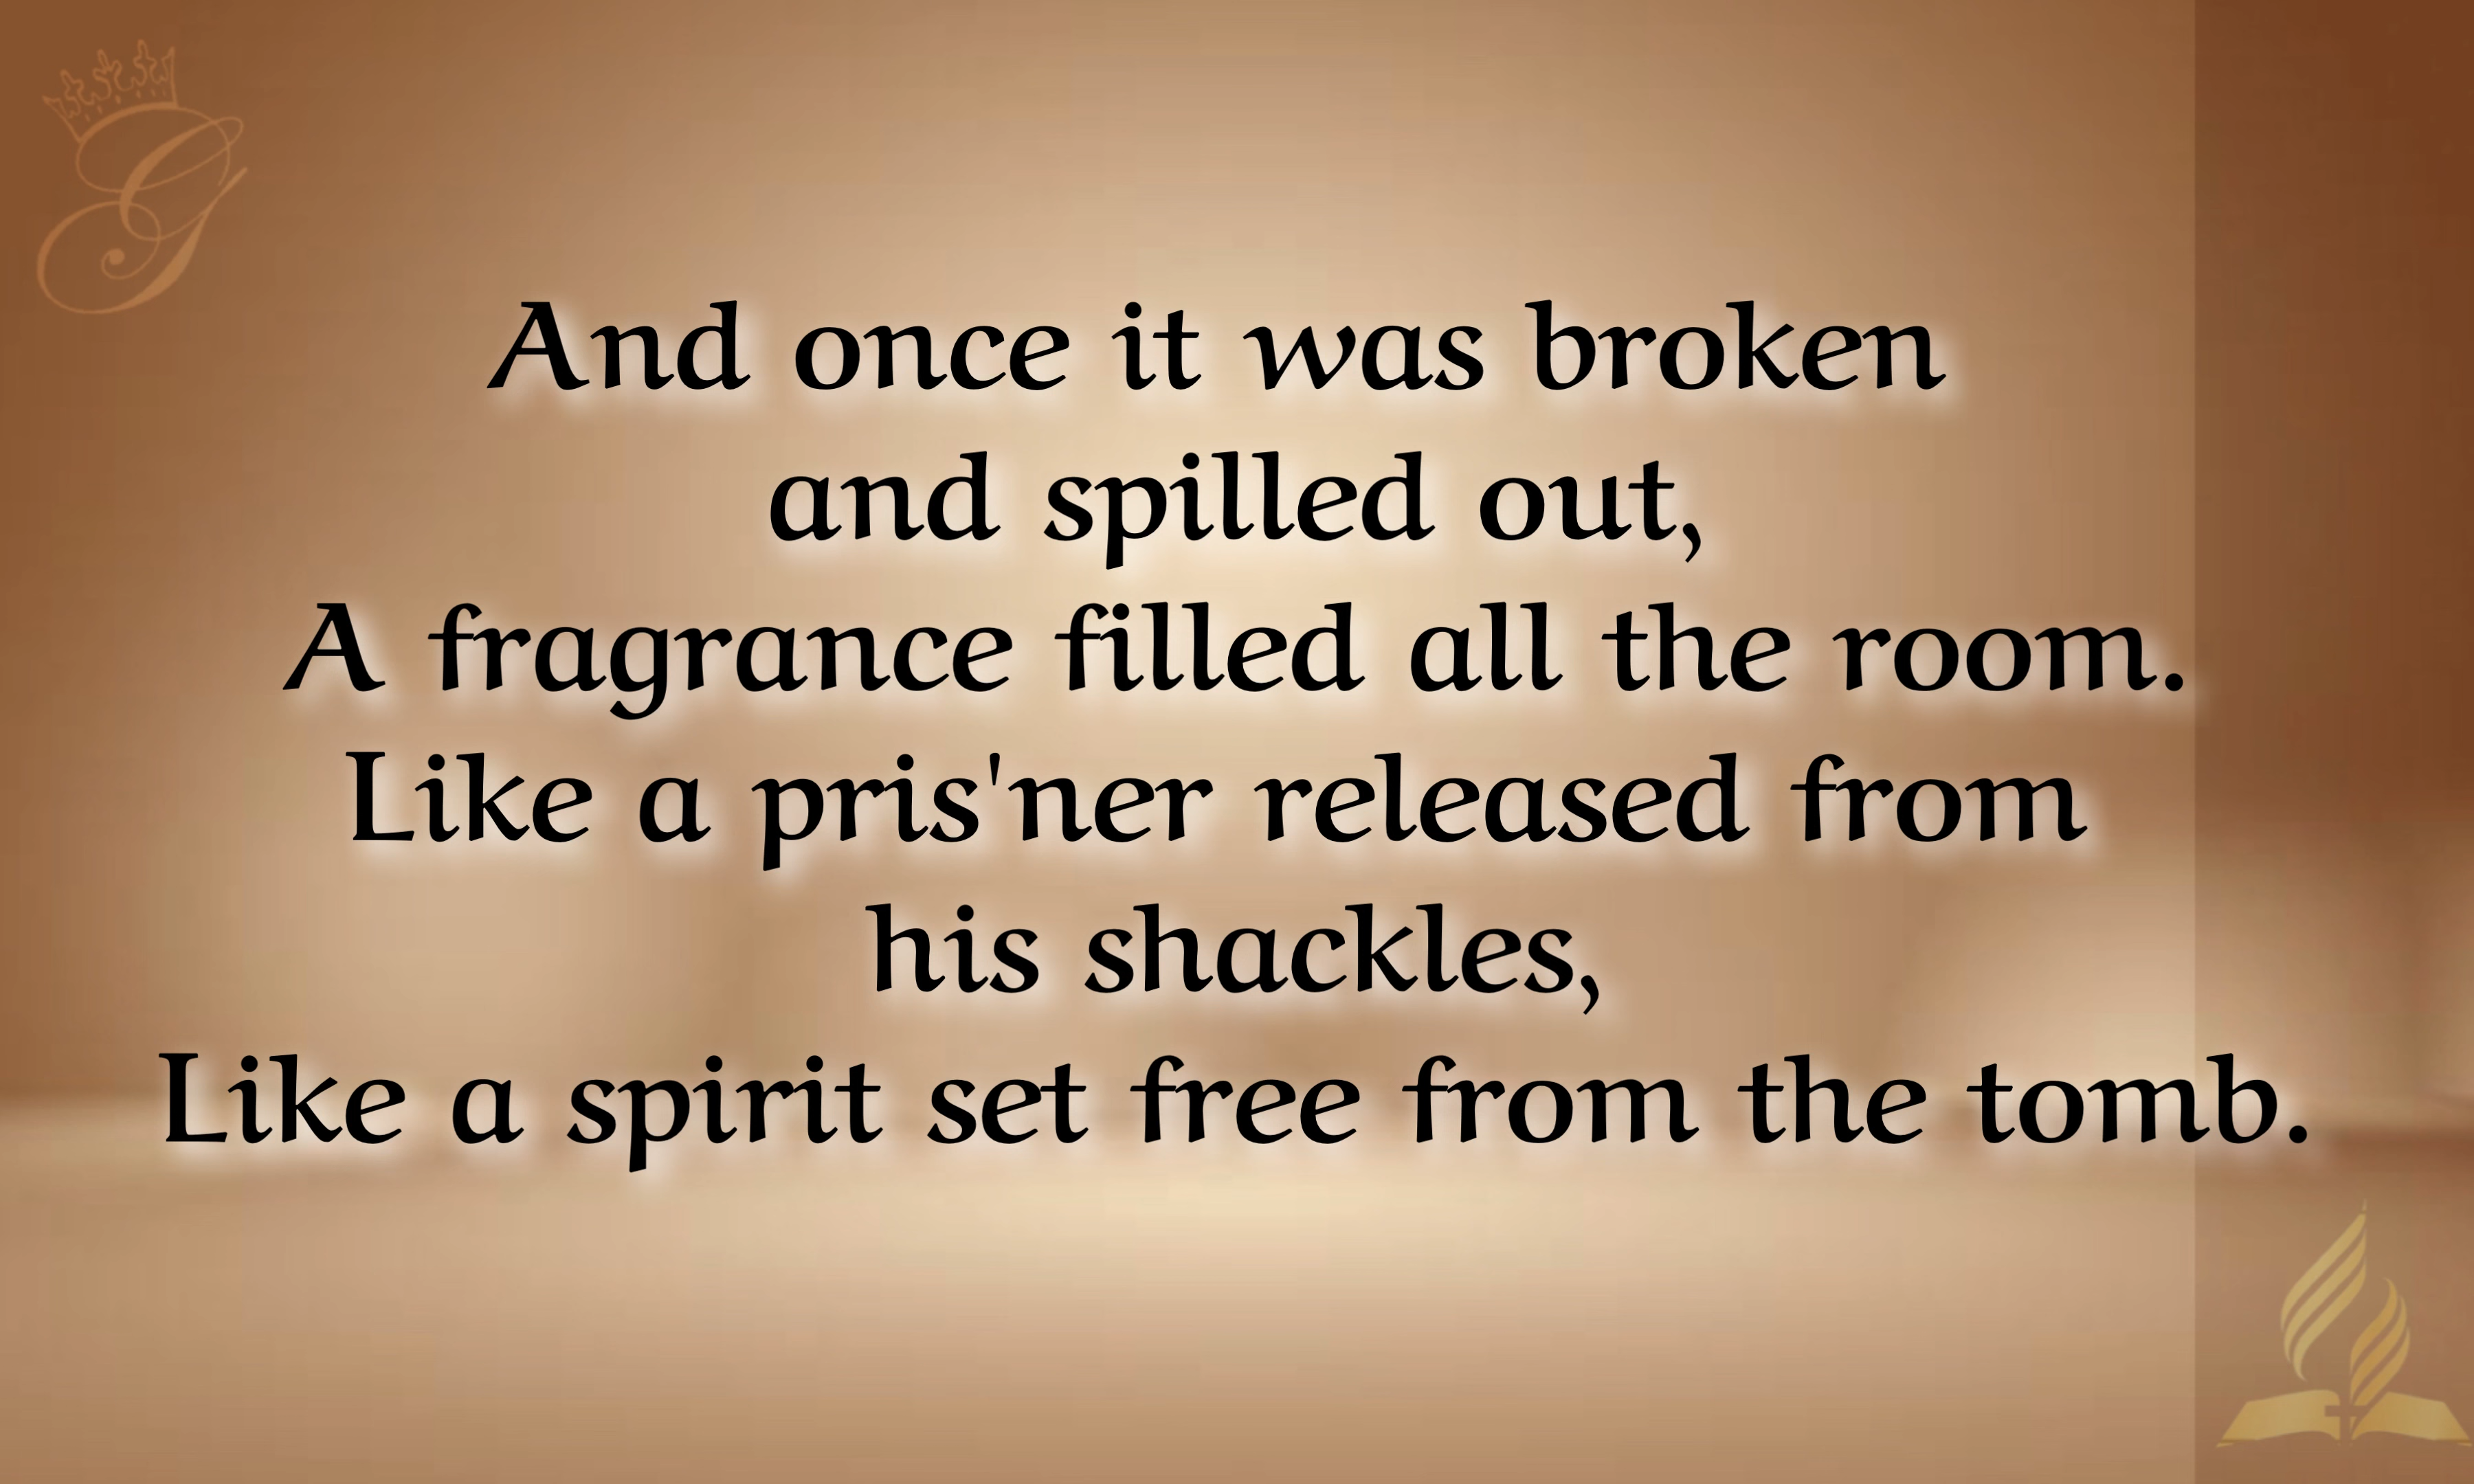 G
And once it was broken
and spilled out,
A fragrance filled all the room.
Like a pris'ner released from
his shackles,
Like a spirit set free from the tomb.